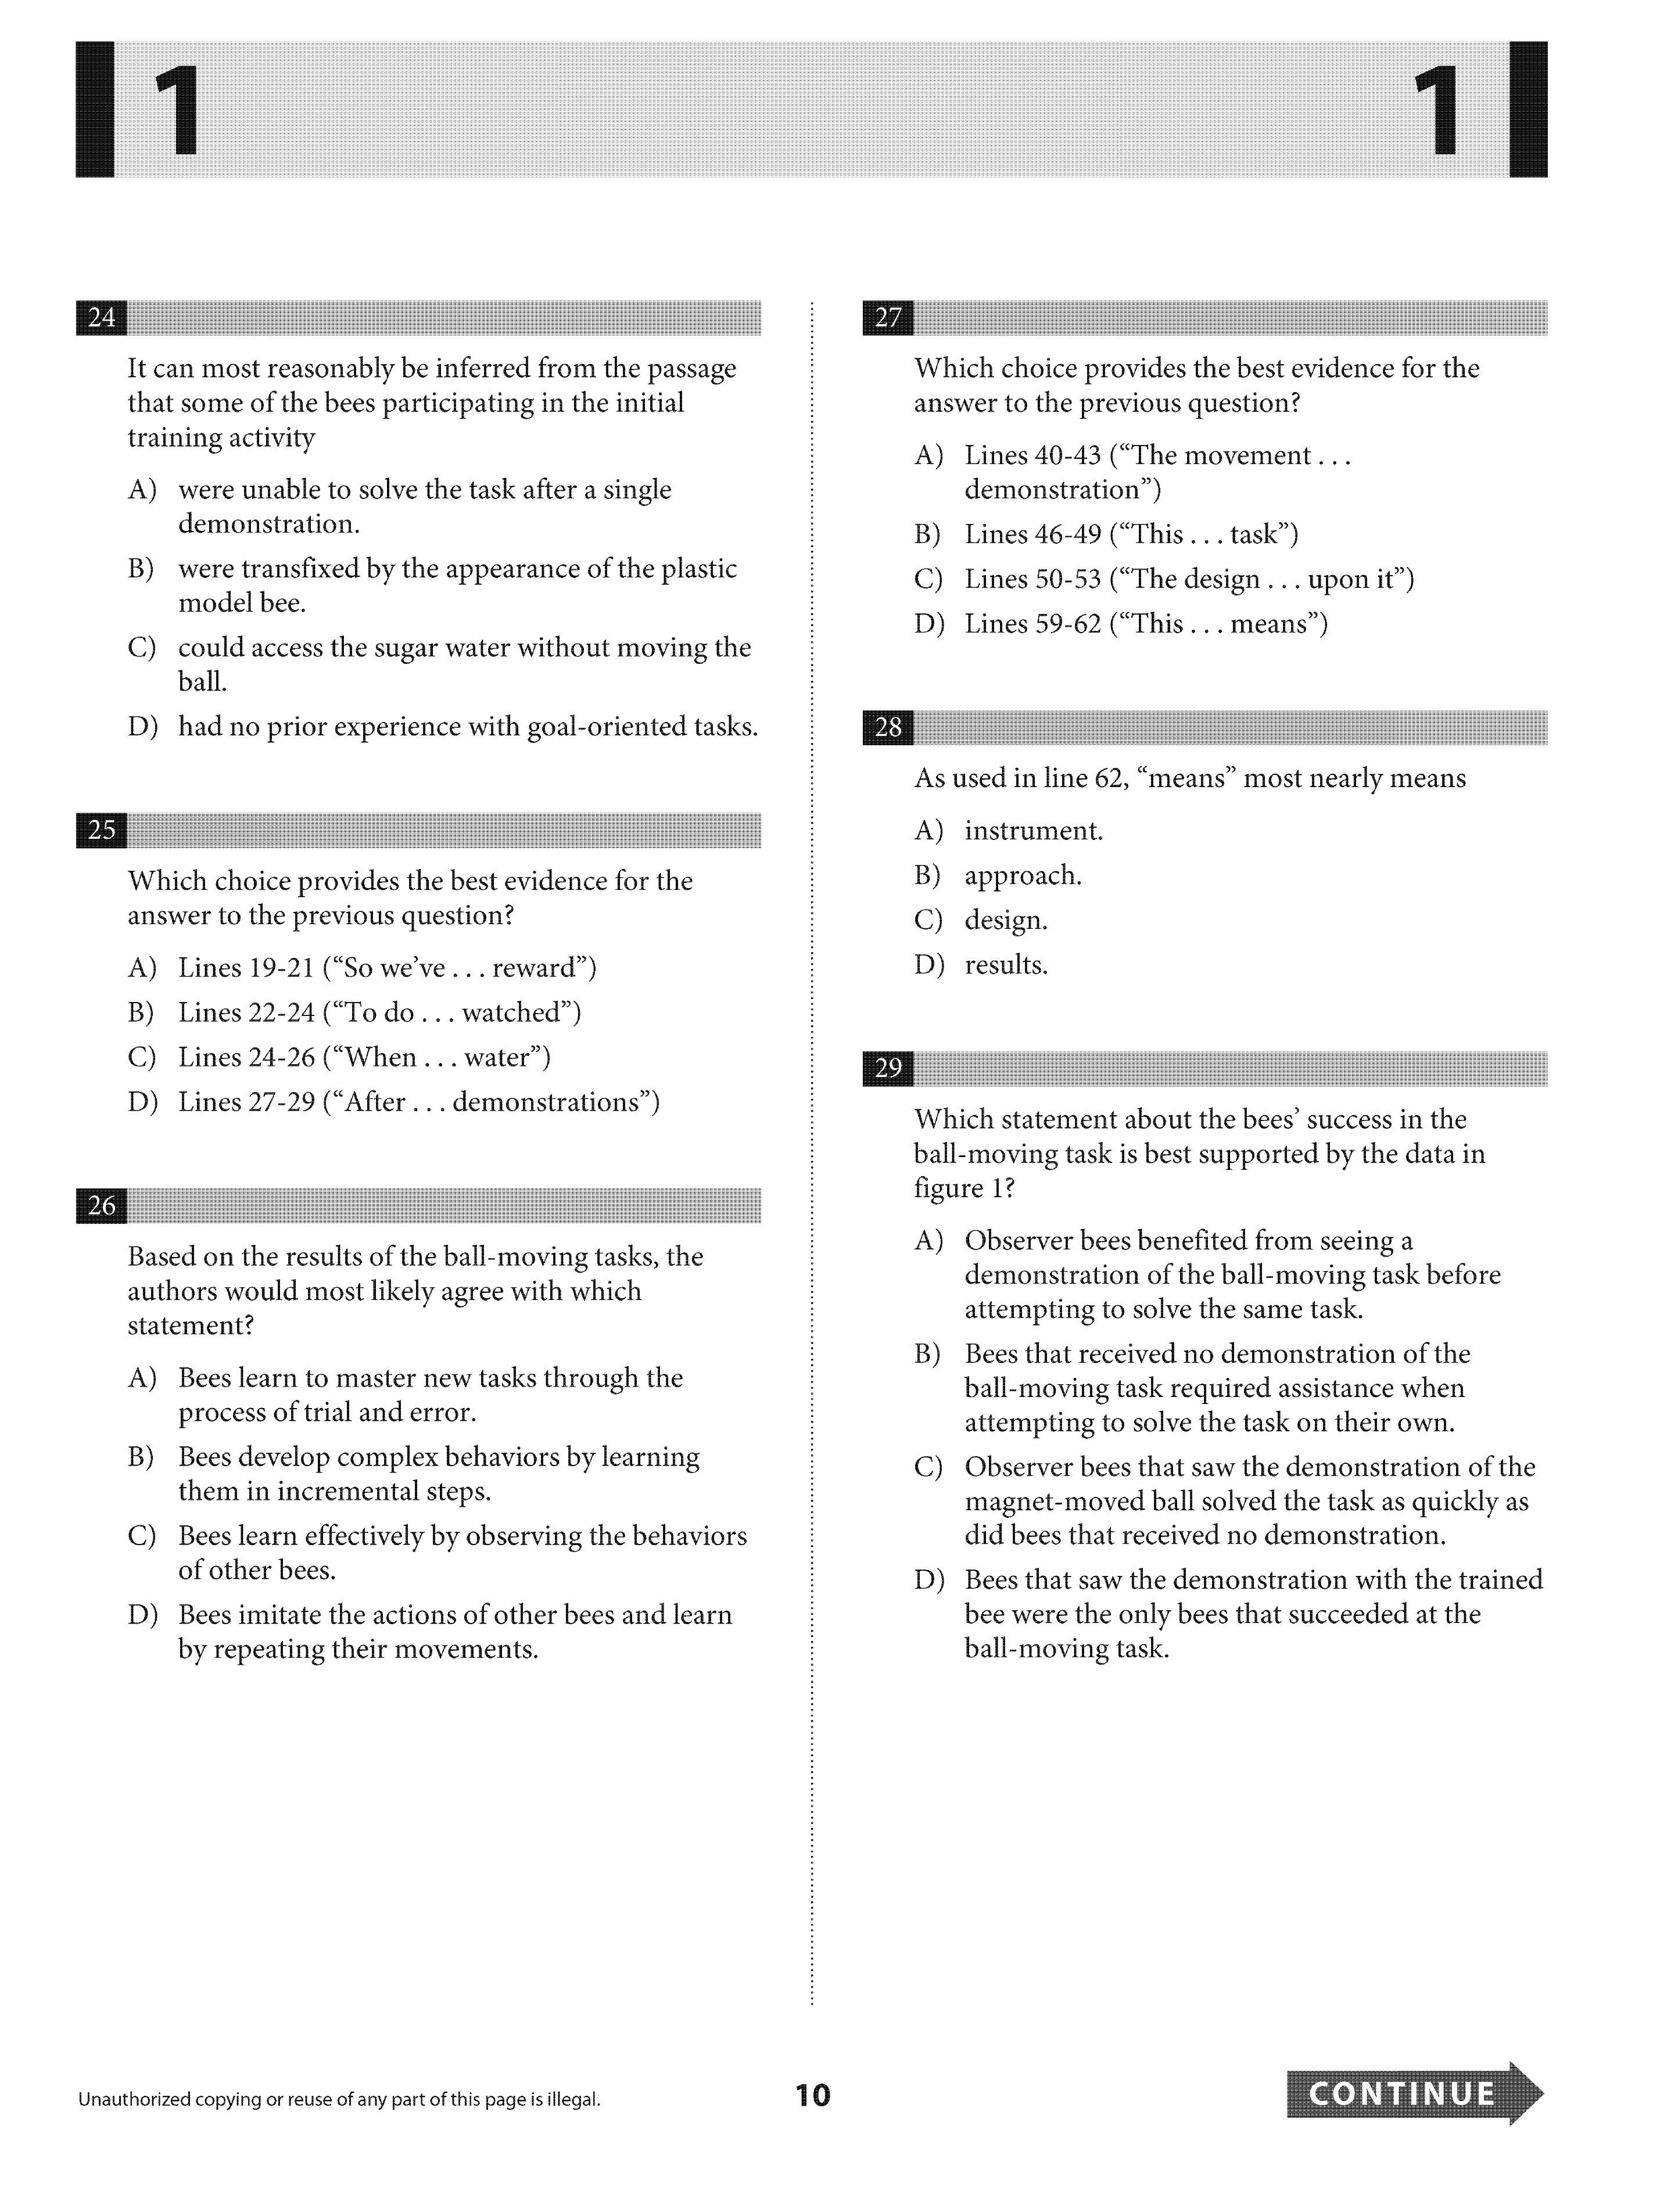 1 1
24
It can most reasonably be inferred from the passage
that some of the bees participating in the initial
training activity
A) were unable to solve the task after a single
demonstration.
B) were transfixed by the appearance of the plastic
model bee.
C) could access the sugar water without moving the
ball.
D) had no prior experience with goal-oriented tasks.
25
Which choice provides the best evidence for the
answer to the previous question?
A) Lines 19-21 (“So we’ve . . . reward”)
B) Lines 22-24 (“To do . . . watched”)
C) Lines 24-26 (“When . . . water”)
D) Lines 27-29 (“After . . . demonstrations”)
26
Based on the results of the ball-moving tasks, the
authors would most likely agree with which
statement?
A) Bees learn to master new tasks through the
process of trial and error.
B) Bees develop complex behaviors by learning
them in incremental steps.
C) Bees learn effectively by observing the behaviors
of other bees.
D) Bees imitate the actions of other bees and learn
by repeating their movements.
27
Which choice provides the best evidence for the
answer to the previous question?
A) Lines 40-43 (“The movement . . .
demonstration”)
B) Lines 46-49 (“This . . . task”)
C) Lines 50-53 (“The design . . . upon it”)
D) Lines 59-62 (“This . . . means”)
28
As used in line 62, “means” most nearly means
A) instrument.
B) approach.
C) design.
D) results.
29
Which statement about the bees’ success in the
ball-moving task is best supported by the data in
figure 1?
A) Observer bees benefited from seeing a
demonstration of the ball-moving task before
attempting to solve the same task.
B) Bees that received no demonstration of the
ball-moving task required assistance when
attempting to solve the task on their own.
C) Observer bees that saw the demonstration of the
magnet-moved ball solved the task as quickly as
did bees that received no demonstration.
D) Bees that saw the demonstration with the trained
bee were the only bees that succeeded at the
ball-moving task.
Unauthorized copying or reuse of any part of this page is illegal.
10
CONTINUE